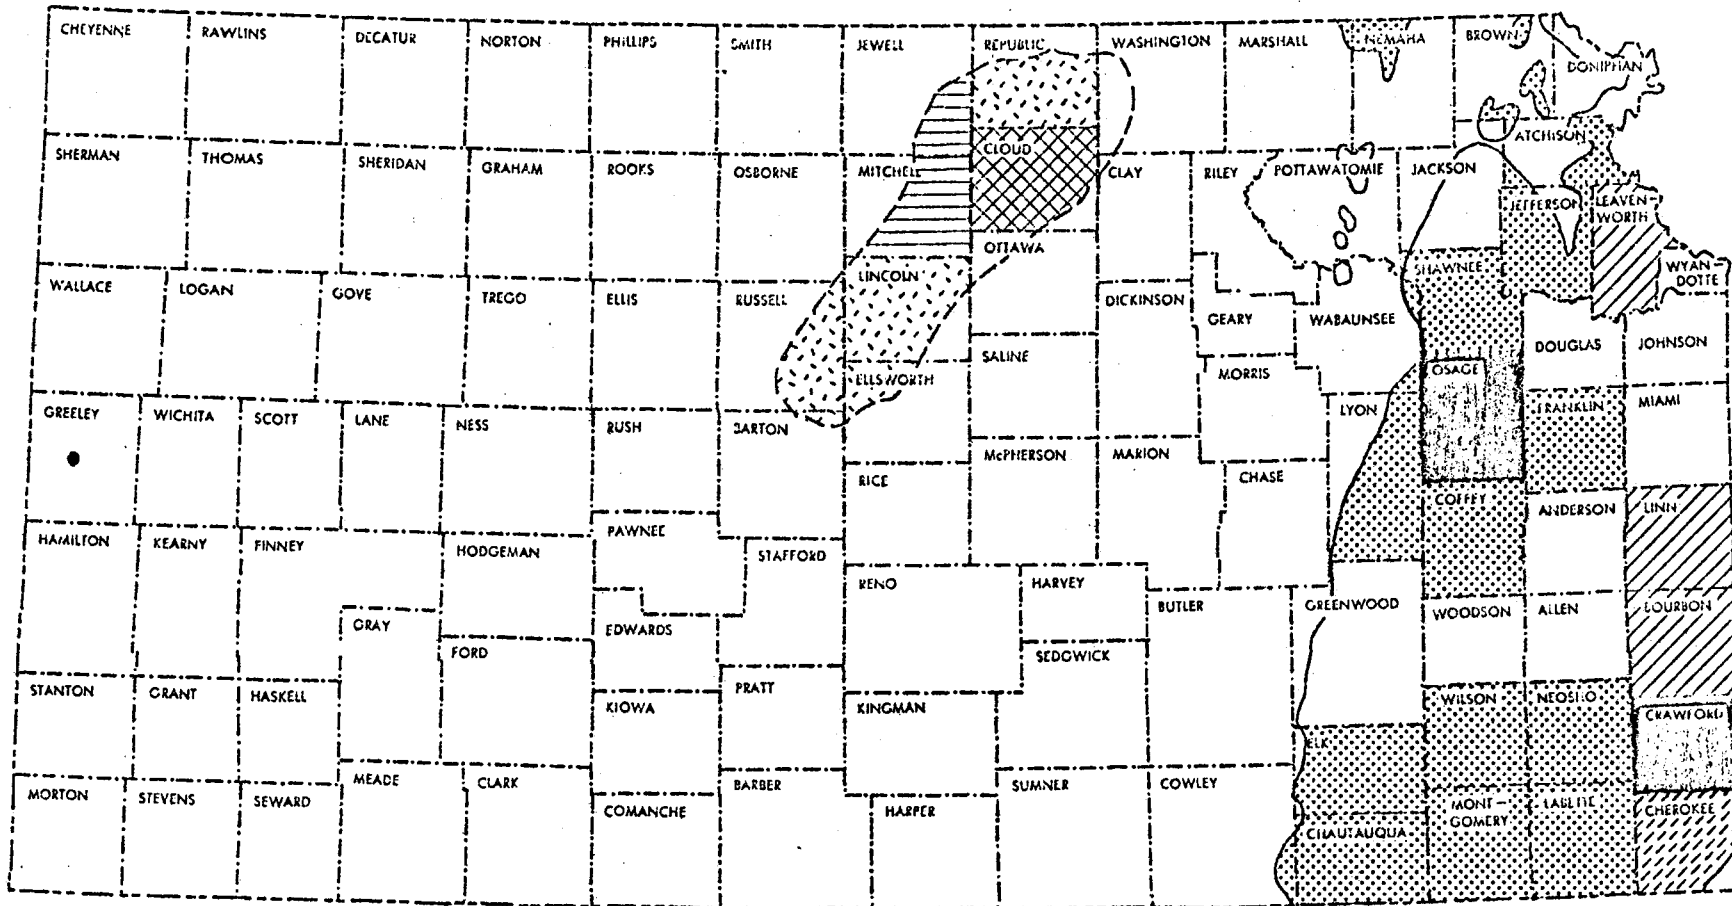 CHEYENNE
RAWLINS
DECATUR
NORTON
PHILLIPS
SMITH
JEWELL
REPUBLIC
WASHINGTON
MARSHALL
NEMAHA
BROWN
DONIPHAN
SHERMAN
THOMAS
SHERIDAN
GRAHAM
ROOKS
OSBORNE
MITCHELL
CLOUD
CLAY
RILEY
POTTAWATOMIE
JACKSON
ATCHISON
JEFFERSON
LEAVEN-
WORTH
WYAN-
DOTTE
WALLACE
LOGAN
GOVE
TREGO
ELLIS
RUSSELL
LINCOLN
OTTAWA
DICKINSON
GEARY
WABAUNSEE
SHAWNEE
DOUGLAS
JOHNSON
GREELEY
WICHITA
SCOTT
LANE
NESS
RUSH
BARTON
ELLSWORTH
SALINE
MORRIS
LYON
OSAGE
FRANKLIN
MIAMI
RICE
McPHERSON
MARION
CHASE
COFFEY
ANDERSON
LINN
HAMILTON
KEARNY
FINNEY
HODGEMAN
PAWNEE
STAFFORD
RENO
HARVEY
BUTLER
GREENWOOD
WOODSON
ALLEN
BOURBON
GRAY
FORD
EDWARDS
PRATT
SEDGWICK
STANTON
GRANT
HASKELL
KIOWA
KINGMAN
ELK
WILSON
NEOSHO
CRAWFORD
MORTON
STEVENS
SEWARD
MEADE
CLARK
COMANCHE
BARBER
HARPER
SUMNER
COWLEY
CHAUTAUQUA
MONT-
GOMERY
LABETTE
CHEROKEE